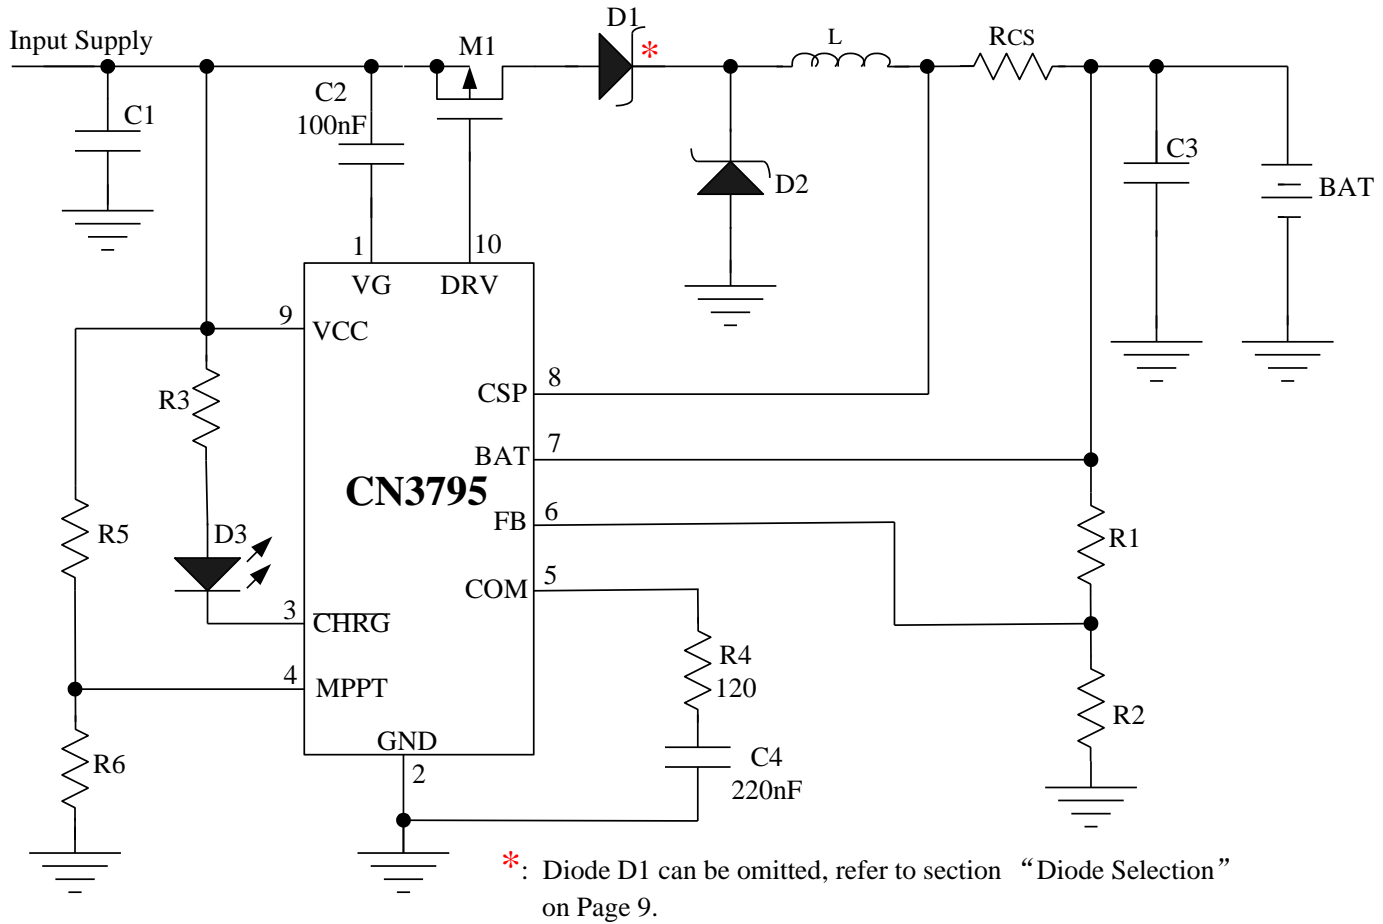 D1
Input Supply
M1
*
L
RCS
C1
C2
100nF
D2
C3
BAT
1
10
VG
DRV
9
VCC
R3
CSP
8
BAT
7
CN3795
FB
6
R5
D3
R1
COM
5
3
CHRG
R4
120
4
MPPT
R2
GND
R6
2
C4
220nF
*: Diode D1 can be omitted, refer to section “Diode Selection”
on Page 9.